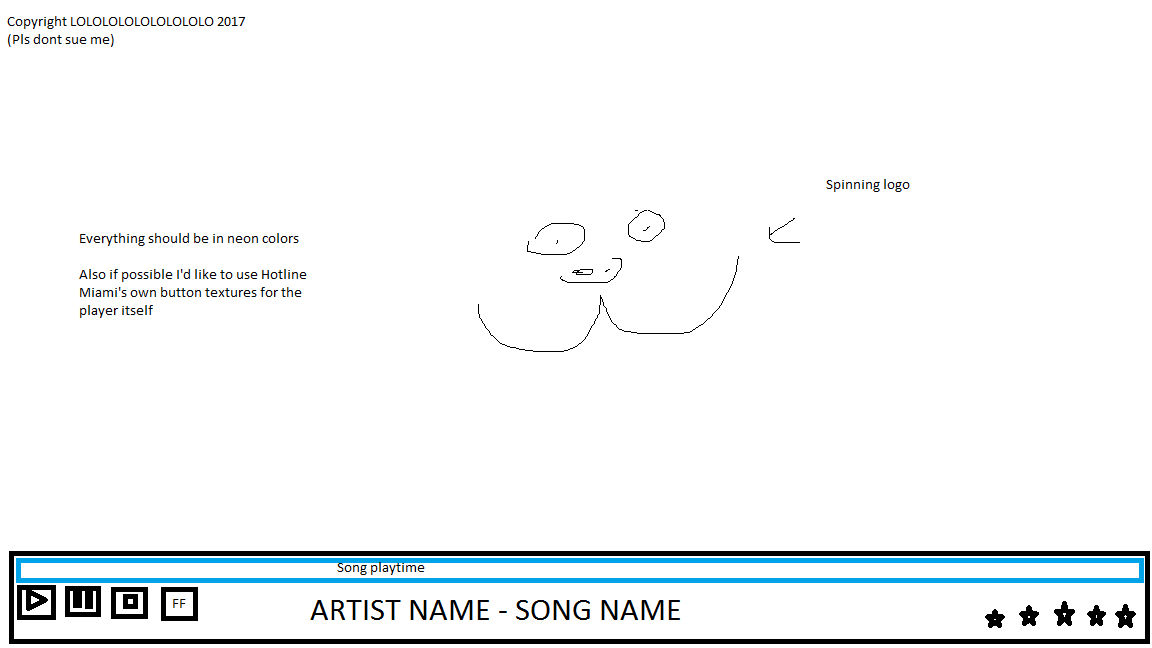 Copyright LOLOLOLOLOLOLOLO 2017
(Pls dont sue me)
Spinning logo
Everything should be in neon colors
Also if possible I'd like to use Hotline
Miami's own button textures for the
player itself
Song playtime
FF
ARTIST NAME - SONG NAME